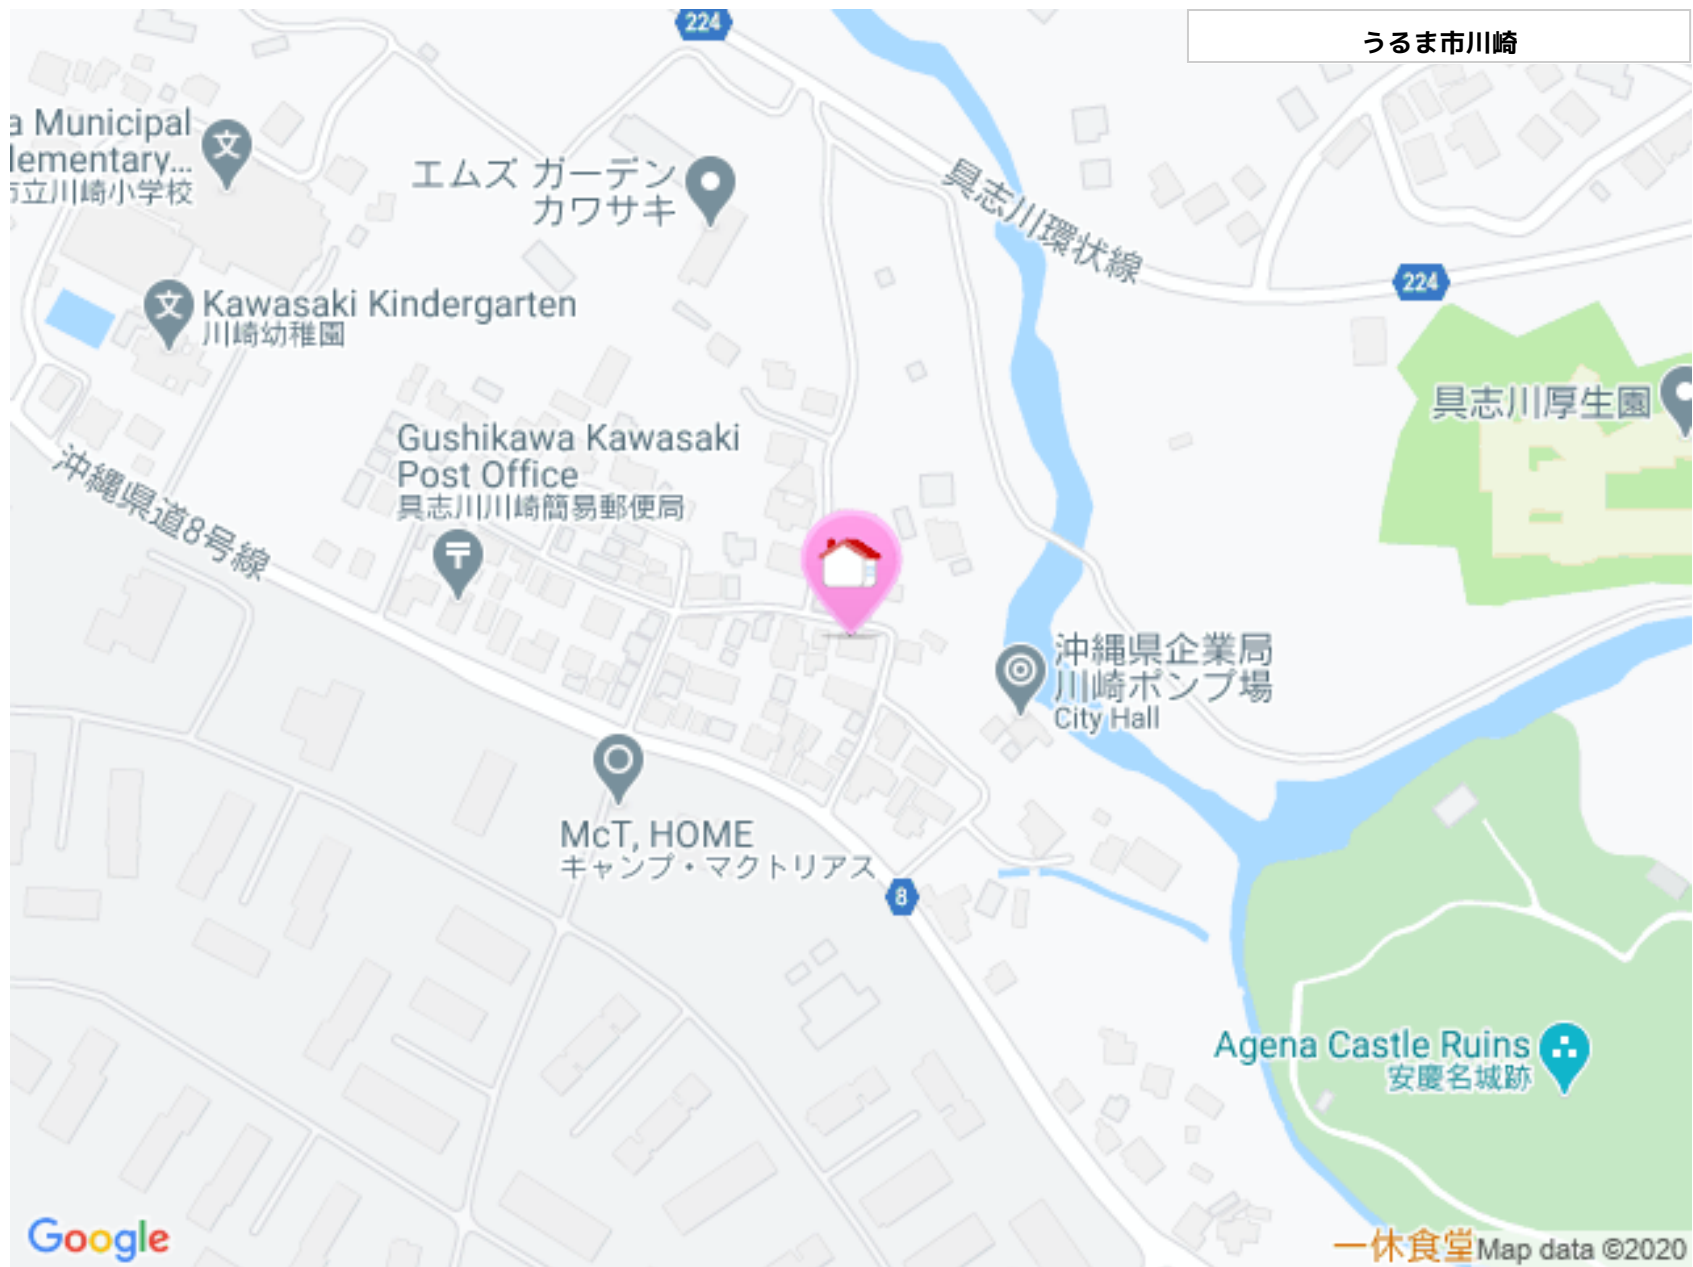 224
うるま市川崎
a Municipal
lementary...
市立川崎小学校
エムズ ガーデン
カワサキ
具志川環状線
224
Kawasaki Kindergarten
川崎幼稚園
具志川厚生園
Gushikawa Kawasaki
Post Office
具志川川崎簡易郵便局
沖縄県道8号線
沖縄県企業局
川崎ポンプ場
City Hall
McT, HOME
キャンプ・マクトリアス
8
Agena Castle Ruins
安慶名城跡
Google
一休食堂
Map data ©2020